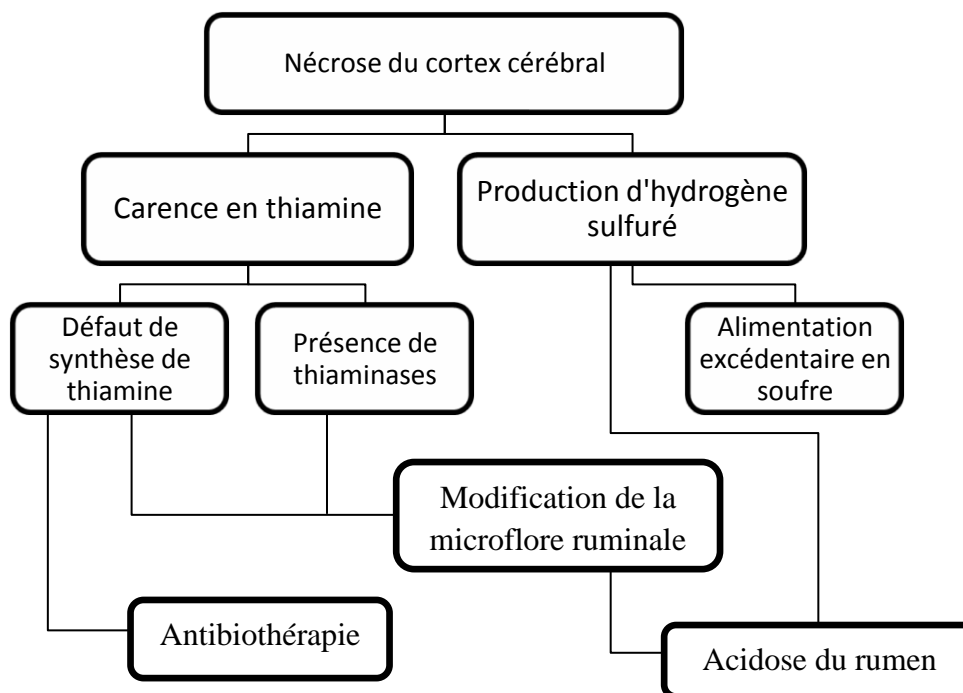 Nécrose du cortex cérébral
Carence en thiamine
Production d'hydrogène
sulfuré
Défaut de
synthèse de
thiamine
Présence de
thiaminases
Alimentation
excédentaire en
soufre
Modification de la
microflore ruminale
Antibiothérapie
Acidose du rumen